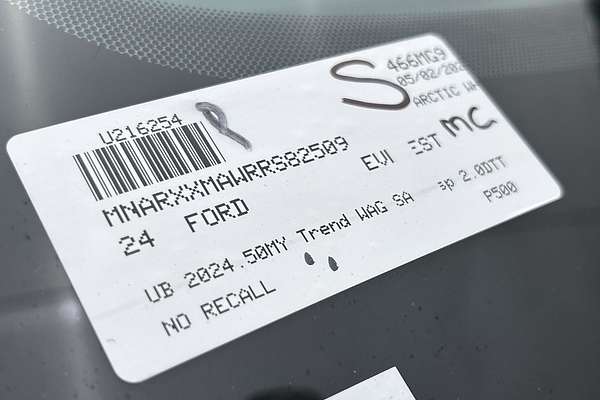 U216254 R S 466MG9
05/02/202
ARCTIC WH
MNARXXMAWRRS82509 EVI EST MC
24 FORD
UB 2024.50MY Trend WAG SA 2.0DTT
NO RECALL P500